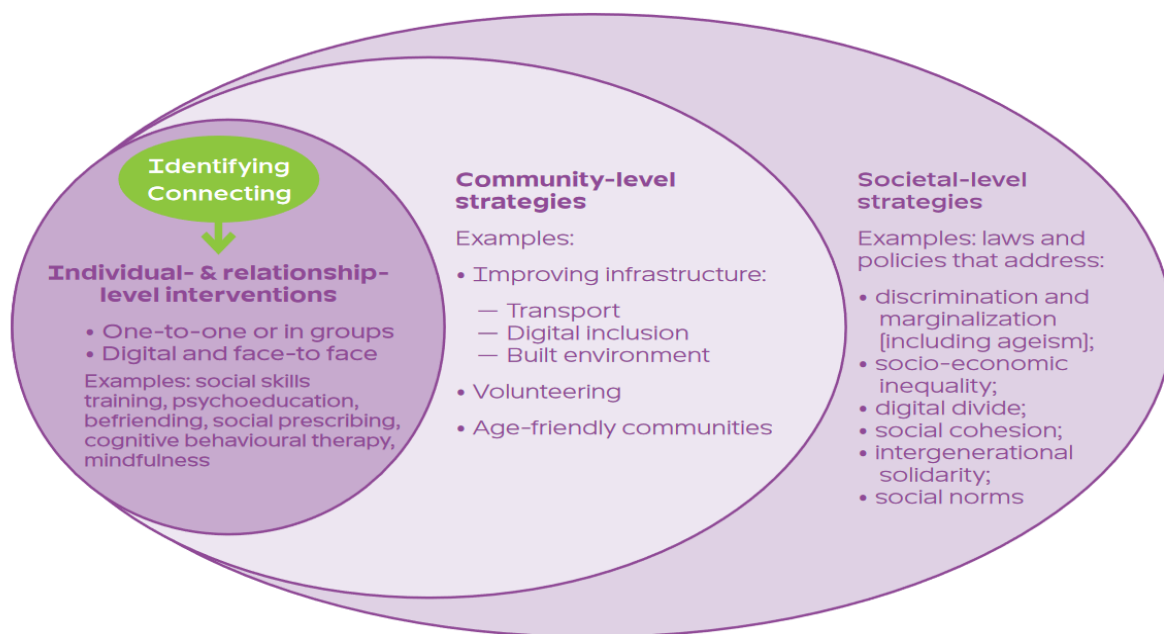 Identifying
Connecting
Individual- & relationship-
level interventions
• One-to-one or in groups
• Digital and face-to face
Examples: social skills
training, psychoeducation,
befriending, social prescribing,
cognitive behavioural therapy,
mindfulness
Community-level
strategies
Examples:
• Improving infrastructure:
— Transport
— Digital inclusion
— Built environment
• Volunteering
• Age-friendly communities
Societal-level
strategies
Examples: laws and
policies that address:
• discrimination and
marginalization
[including ageism];
• socio-economic
inequality;
• digital divide;
• social cohesion;
• intergenerational
solidarity;
• social norms